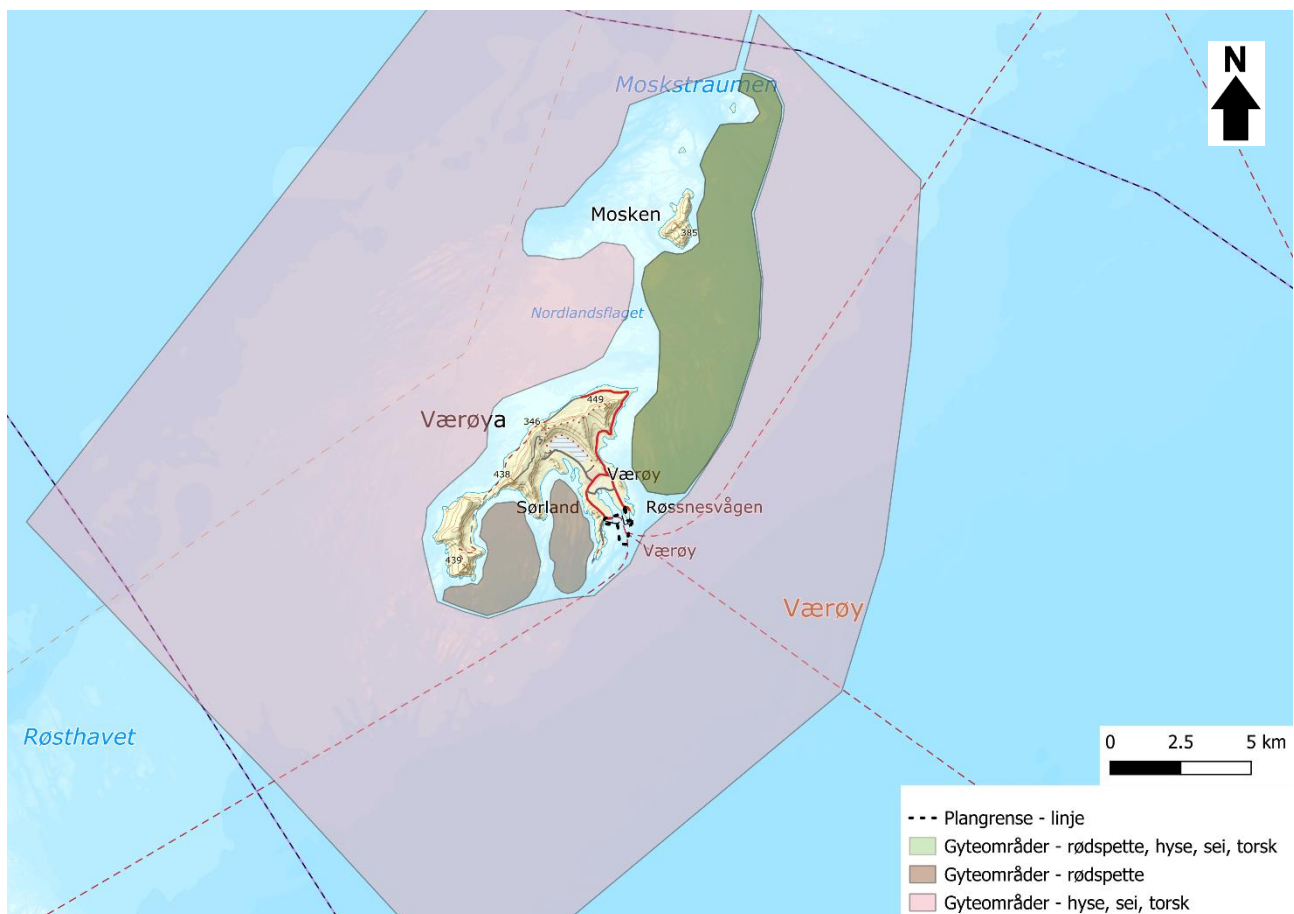 N
Moskstraumen
Mosken
385
Nordlandsflaget
449
Værøya
346
438
Værøy
Sørland
Røssnesvågen
Værøy
439
Værøy
Røsthavet
0 2.5 5 km
Plangrense - linje
Gyteområder - rødspette, hyse, sei, torsk
Gyteområder - rødspette
Gyteområder - hyse, sei, torsk